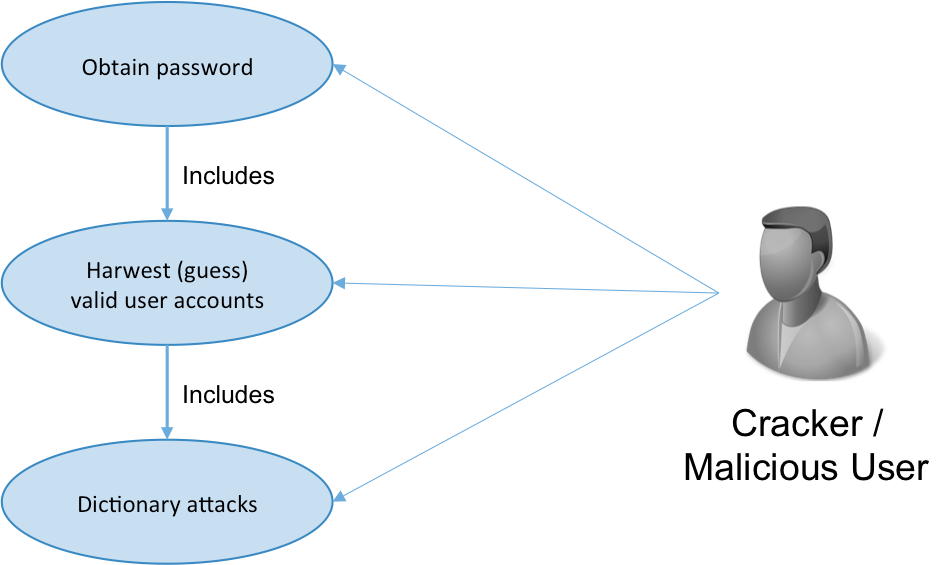 Obtain password
Includes
Harwest (guess)
valid user accounts
Includes
Dictionary attacks
Cracker /
Malicious User